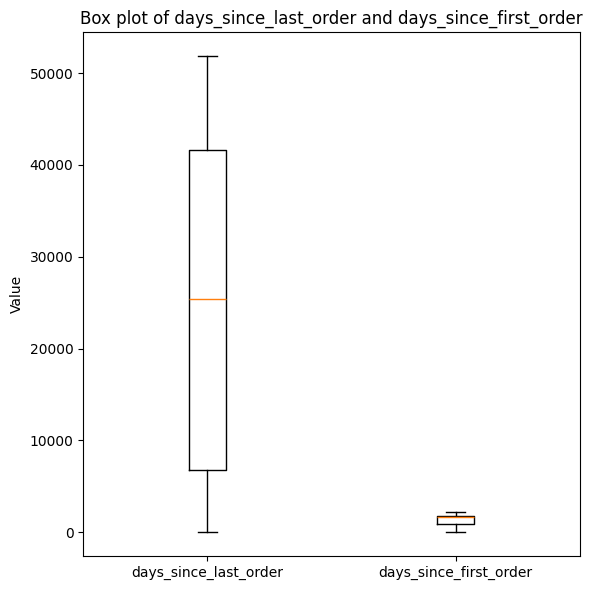 Box plot of days_since_last_order and days_since_first_order
Value
50000
40000
30000
20000
10000
0
days_since_last_order
days_since_first_order